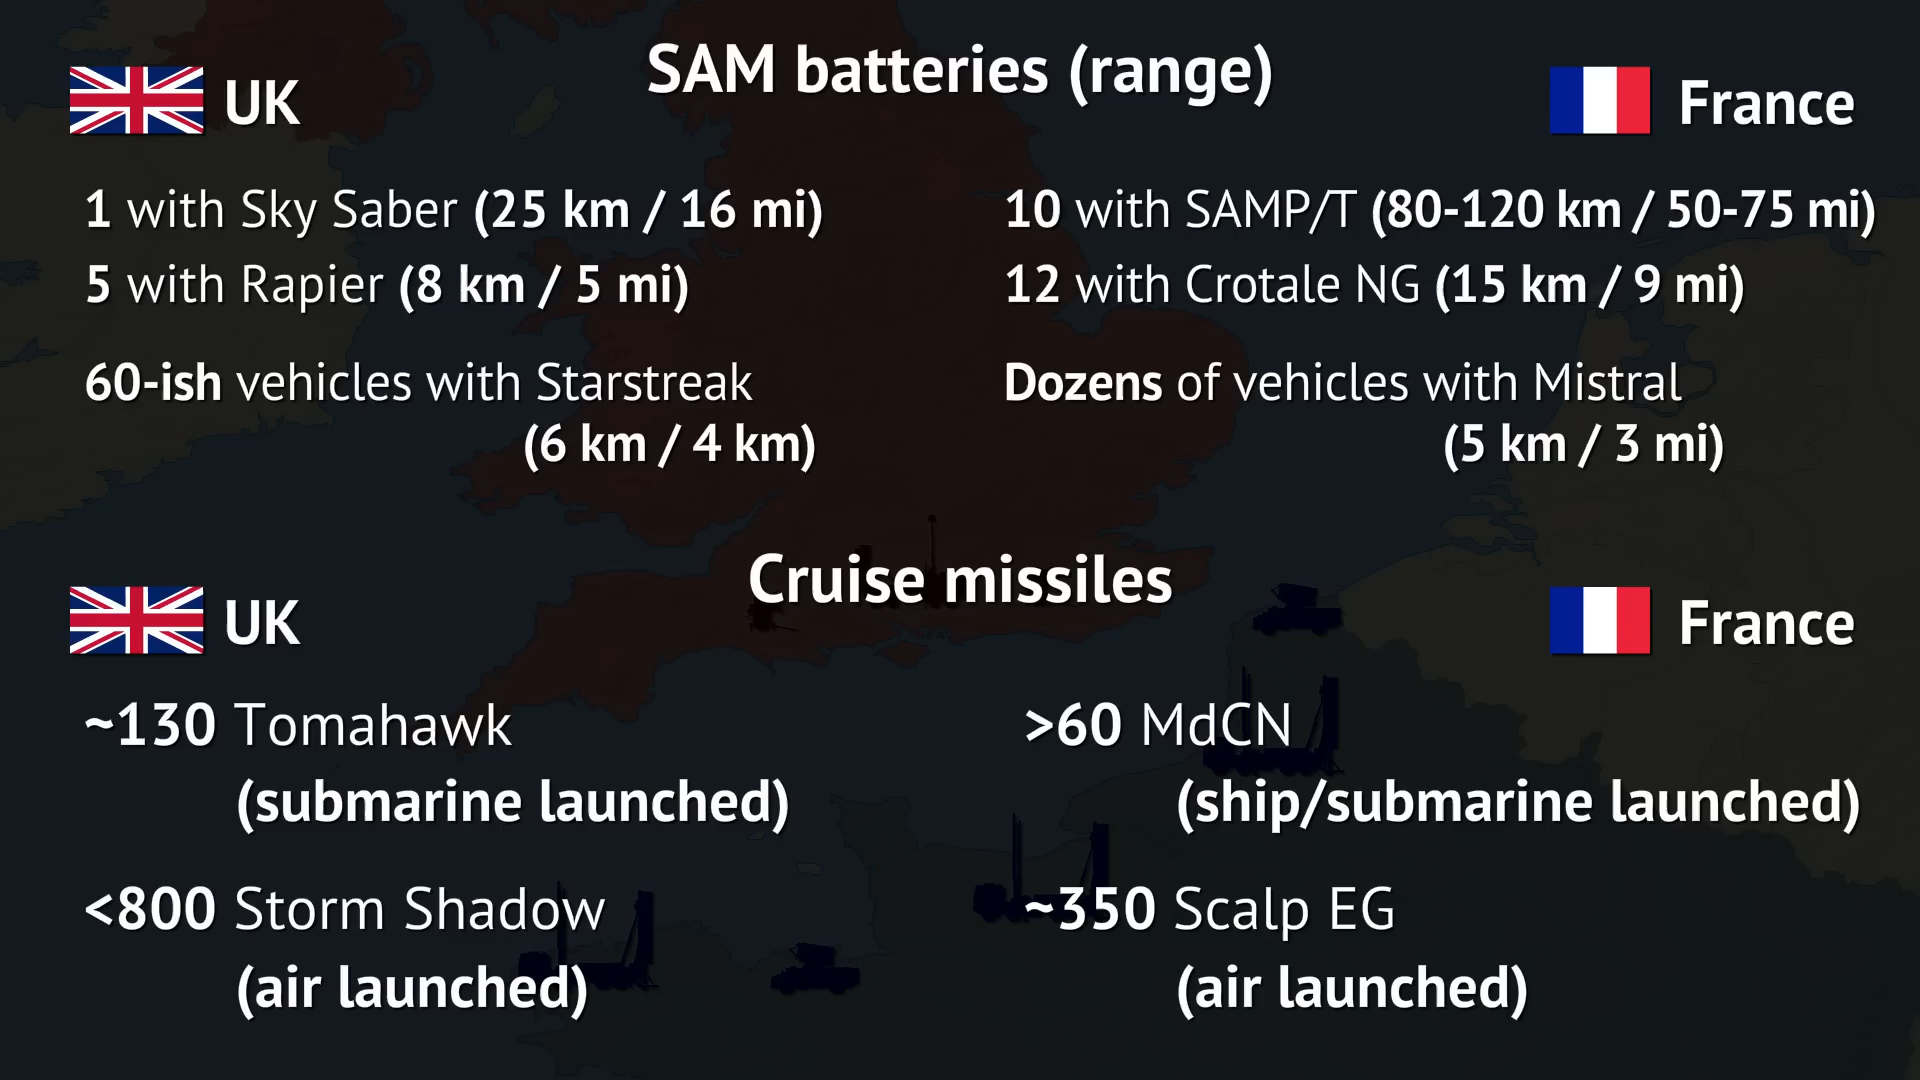 SAM batteries (range)
UK
France
1 with Sky Saber (25 km / 16 mi)
5 with Rapier (8 km / 5 mi)
60-ish vehicles with Starstreak
(6 km / 4 km)
10 with SAMP/T (80-120 km / 50-75 mi)
12 with Crotale NG (15 km / 9 mi)
Dozens of vehicles with Mistral
(5 km / 3 mi)
Cruise missiles
UK
France
~130 Tomahawk
(submarine launched)
<800 Storm Shadow
(air launched)
>60 MdCN
(ship/submarine launched)
~350 Scalp EG
(air launched)